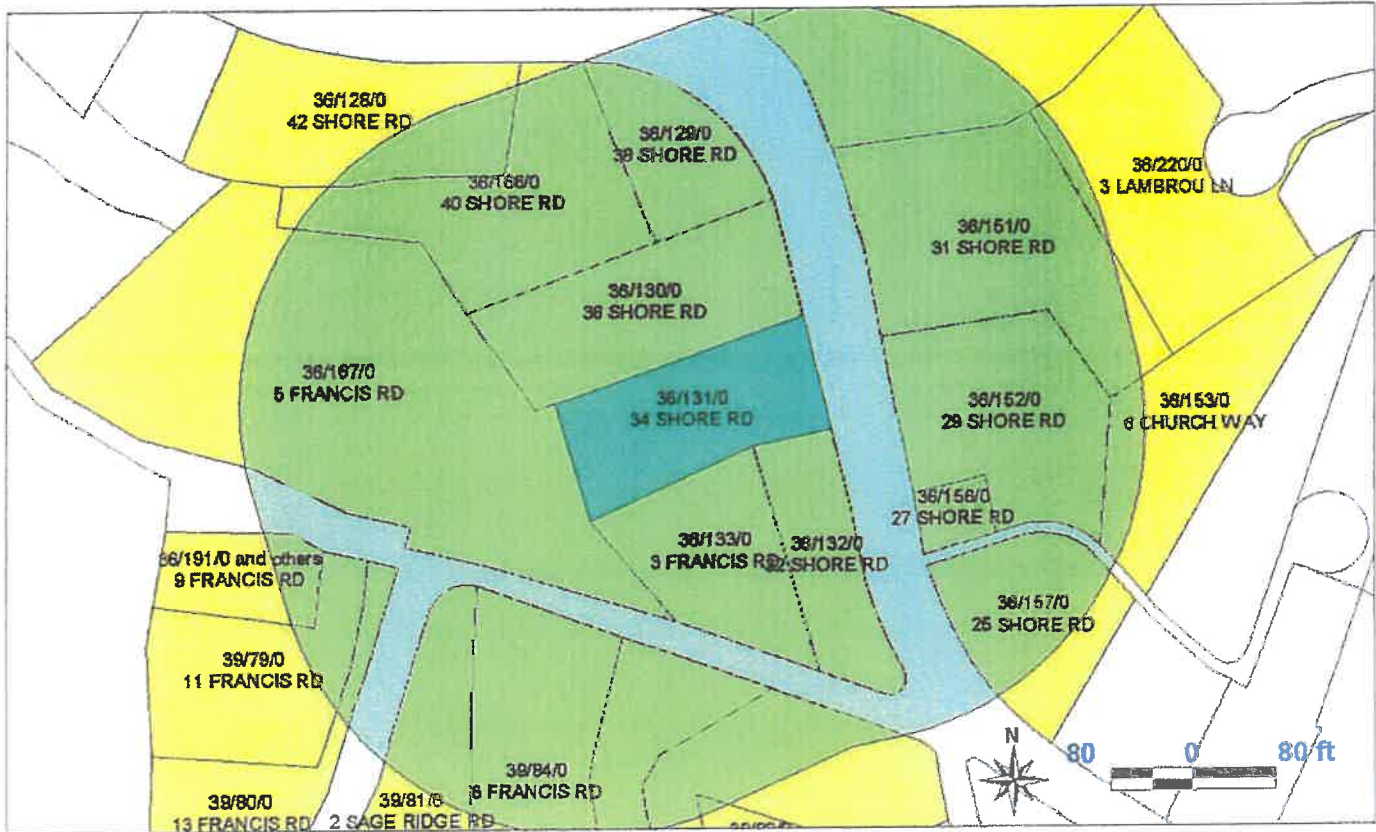 36/128/0
42 SHORE RD
36/129/0
38 SHORE RD
36/220/0
3 LAMBROU LN
36/166/0
40 SHORE RD
36/151/0
31 SHORE RD
36/130/0
36 SHORE RD
36/167/0
5 FRANCIS RD
36/131/0
34 SHORE RD
36/152/0
29 SHORE RD
36/153/0
6 CHURCH WAY
36/156/0
27 SHORE RD
36/133/0
3 FRANCIS RD
36/132/0
32 SHORE RD
36/191/0 and others
9 FRANCIS RD
36/157/0
25 SHORE RD
39/79/0
11 FRANCIS RD
N
80 0 80 ft
39/84/0
6 FRANCIS RD
39/80/0
13 FRANCIS RD
39/81/0
2 SAGE RIDGE RD